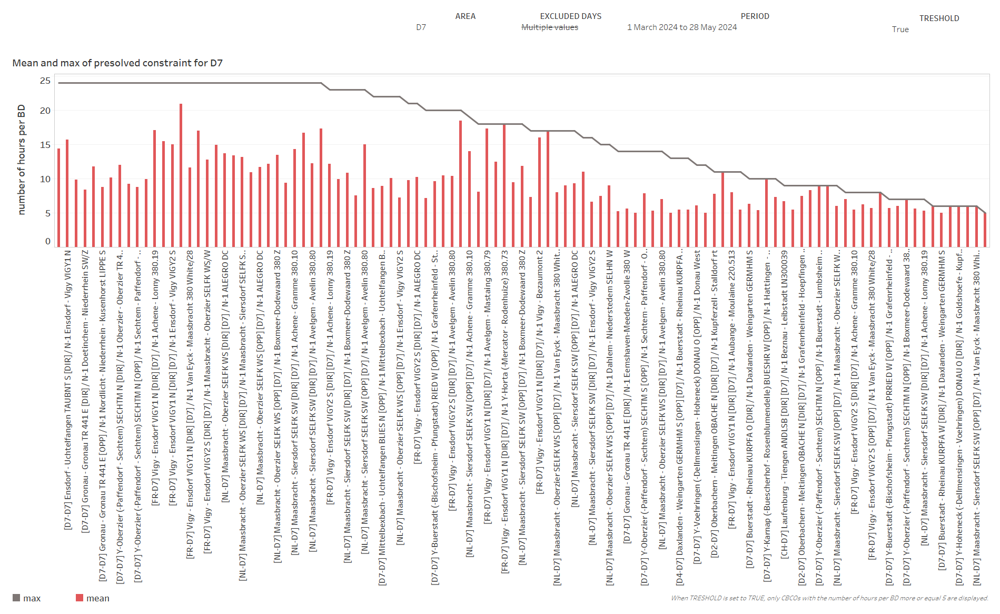 AREA
EXCLUDED DAYS
PERIOD
TRESHOLD
D7
Multiple values
1 March 2024 to 28 May 2024
True
Mean and max of presolved constraint for D7
number of hours per BD
25
20
15
10
5
0
[D7-D7] Ensdorf - Uchtelfangen TAUBNT S [DIR] / N-1 Ensdorf - Vigy VIGY1 N
[D7-D7] Gronau - Gronau TR 441 E [DIR] / N-1 Doetinchem - Niederrhein SW/Z
[D7-D7] Gronau - Gronau TR 441 E [OPP] / N-1 Nordlicht - Niederrhein - Kusenhorst LIPPE S
[D7-D7] Y-Oberzier (-Paffendorf - Sechtem) SECHTM N [DIR] / N-1 Oberzier - Oberzier TR 4..
[D7-D7] Y-Oberzier (-Paffendorf - Sechtem) SECHTM N [OPP] / N-1 Sechtem - Paffendorf - ..
[FR-D7] Vigy - Ensdorf VIGY1 N [DIR] [D7] / N-1 Achene - Lonny 380.19
[FR-D7] Vigy - Ensdorf VIGY1 N [DIR] [D7] / N-1 Ensdorf - Vigy VIGY2 S
[FR-D7] Vigy - Ensdorf VIGY1 N [DIR] [D7] / N-1 Van Eyck - Maasbracht 380 White/28
[FR-D7] Vigy - Ensdorf VIGY2 S [DIR] [D7] / N-1 Maasbracht - Oberzier SELFK WS/W
[NL-D7] Maasbracht - Oberzier SELFK WS [DIR] [D7] / N-1 ALEGRO DC
[NL-D7] Maasbracht - Oberzier SELFK WS [DIR] [D7] / N-1 Maasbracht - Siersdorf SELFK S..
[NL-D7] Maasbracht - Oberzier SELFK WS [OPP] [D7] / N-1 ALEGRO DC
[NL-D7] Maasbracht - Oberzier SELFK WS [OPP] [D7] / N-1 Boxmeer-Dodewaard 380 Z
[NL-D7] Maasbracht - Siersdorf SELFK SW [DIR] [D7] / N-1 Achene - Gramme 380.10
[NL-D7] Maasbracht - Siersdorf SELFK SW [DIR] [D7] / N-1 Avelgem - Avelin 380.80
[FR-D7] Vigy - Ensdorf VIGY2 S [DIR] [D7] / N-1 Achene - Lonny 380.19
[NL-D7] Maasbracht - Siersdorf SELFK SW [DIR] [D7] / N-1 Boxmeer-Dodewaard 380 Z
[NL-D7] Maasbracht - Siersdorf SELFK SW [OPP] [D7] / N-1 Avelgem - Avelin 380.80
[D7-D7] Mittelbexbach - Uchtelfangen BLIES N [OPP] / N-1 Mittelbexbach - Uchtelfangen B..
[NL-D7] Maasbracht - Oberzier SELFK WS [OPP] [D7] / N-1 Ensdorf - Vigy VIGY2 S
[FR-D7] Vigy - Ensdorf VIGY2 S [DIR] [D7] / N-1 ALEGRO DC
[D7-D7] Y-Buerstadt (-Bischofsheim - Pfungstadt) RIED W [OPP] / N-1 Grafenrheinfeld - St..
[FR-D7] Vigy - Ensdorf VIGY2 S [DIR] [D7] / N-1 Avelgem - Avelin 380.80
[NL-D7] Maasbracht - Siersdorf SELFK SW [OPP] [D7] / N-1 Achene - Gramme 380.10
[FR-D7] Vigy - Ensdorf VIGY1 N [DIR] [D7] / N-1 Avelgem - Mastaing 380.79
[FR-D7] Vigy - Ensdorf VIGY1 N [DIR] [D7] / N-1 Y-Horta (-Mercator - Rodenhuize) 380.73
[NL-D7] Maasbracht - Siersdorf SELFK SW [OPP] [D7] / N-1 Boxmeer-Dodewaard 380 Z
[FR-D7] Vigy - Ensdorf VIGY1 N [DIR] [D7] / N-1 Vigy - Bezaumont 2
[NL-D7] Maasbracht - Oberzier SELFK WS [OPP] [D7] / N-1 Van Eyck - Maasbracht 380 Whit..
[NL-D7] Maasbracht - Siersdorf SELFK SW [OPP] [D7] / N-1 ALEGRO DC
[NL-D7] Maasbracht - Siersdorf SELFK SW [DIR] [D7] / N-1 Ensdorf - Vigy VIGY2 S
[NL-D7] Maasbracht - Oberzier SELFK WS [OPP] [D7] / N-1 Dahlem - Niederstedem SELHN W
[D7-D7] Gronau - Gronau TR 441 E [DIR] / N-1 Eemshaven-Meeden-Zwolle 380 W
[D7-D7] Y-Oberzier (-Paffendorf - Sechtem) SECHTM S [OPP] / N-1 Sechtem - Paffendorf - O..
[NL-D7] Maasbracht - Oberzier SELFK WS [DIR] [D7] / N-1 Avelgem - Avelin 380.80
[D4-D7] Daxlanden - Weingarten GERMHM S [OPP] [D7] / N-1 Buerstadt - Rheinau KURPFA ..
[D7-D7] Y-Voehringen (-Dellmensingen - Hoheneck) DONAU O [OPP] / N-1 Donau West
[D2-D7] Oberbachern - Meitingen OBACHE N [DIR] [D7] / N-1 Kupferzell - Stalldorf rt
[FR-D7] Vigy - Ensdorf VIGY1 N [DIR] [D7] / N-1 Aubange - Moulaine 220.513
[D7-D7] Buerstadt - Rheinau KURPFA O [DIR] / N-1 Daxlanden - Weingarten GERMHM S
[D7-D7] Y-Karnap (-Buescherhof - Rosenblumendelle) BUESHR W [OPP] / N-1 Hattingen - ..
[CH-D7] Laufenburg - Tiengen ANDLSB [DIR] [D7] / N-1 Beznau - Leibstadt LN300039
[D2-D7] Oberbachern - Meitingen OBACHE N [DIR] [D7] / N-1 Grafenrheinfeld - Hoepfingen ..
[D7-D7] Y-Oberzier (-Paffendorf - Sechtem) SECHTM N [OPP] / N-1 Buerstadt - Lambsheim ..
[NL-D7] Maasbracht - Siersdorf SELFK SW [OPP] [D7] / N-1 Maasbracht - Oberzier SELFK W..
[FR-D7] Vigy - Ensdorf VIGY2 S [DIR] [D7] / N-1 Achene - Gramme 380.10
[FR-D7] Vigy - Ensdorf VIGY2 S [OPP] [D7] / N-1 Van Eyck - Maasbracht 380 White/28
[D7-D7] Y-Buerstadt (-Bischofsheim - Pfungstadt) PRRIED W [OPP] / N-1 Grafenrheinfeld - ..
[D7-D7] Y-Oberzier (-Paffendorf - Sechtem) SECHTM N [OPP] / N-1 Boxmeer-Dodewaard 38..
[NL-D7] Maasbracht - Siersdorf SELFK SW [DIR] [D7] / N-1 Achene - Lonny 380.19
[D7-D7] Buerstadt - Rheinau KURPFA W [DIR] / N-1 Daxlanden - Weingarten GERMHM S
[D7-D7] Y-Hoheneck (-Dellmensingen - Voehringen) DONAU O [DIR] / N-1 Goldshoefe - Kupf..
[NL-D7] Maasbracht - Siersdorf SELFK SW [OPP] [D7] / N-1 Van Eyck - Maasbracht 380 Whi..
max
mean
When TRESHOLD is set to TRUE, only CBCOs with the number of hours per BD more or equal 5 are displayed.